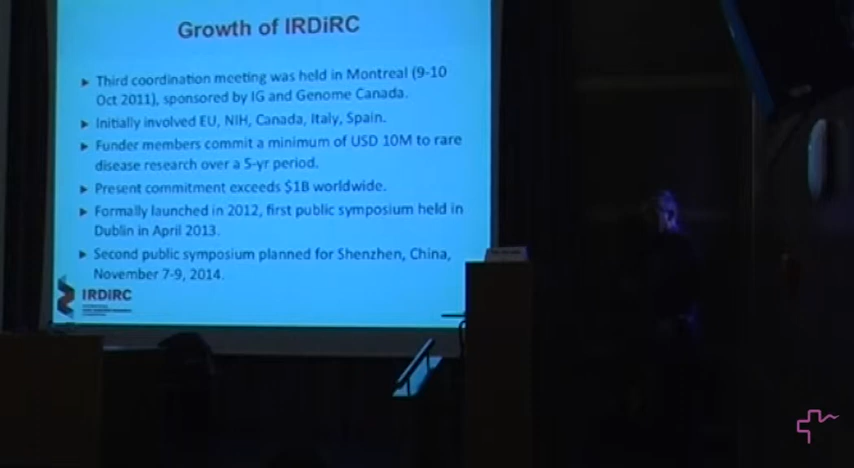 Growth of IRDiRC
► Third coordination meeting was held in Montreal (9-10
Oct 2011), sponsored by IG and Genome Canada.
► Initially involved EU, NIH, Canada, Italy, Spain.
► Funder members commit a minimum of USD 10M to rare
disease research over a 5-yr period.
► Present commitment exceeds $1B worldwide.
► Formally launched in 2012, first public symposium held in
Dublin in April 2013.
► Second public symposium planned for Shenzhen, China,
November 7-9, 2014.
IRDiRC